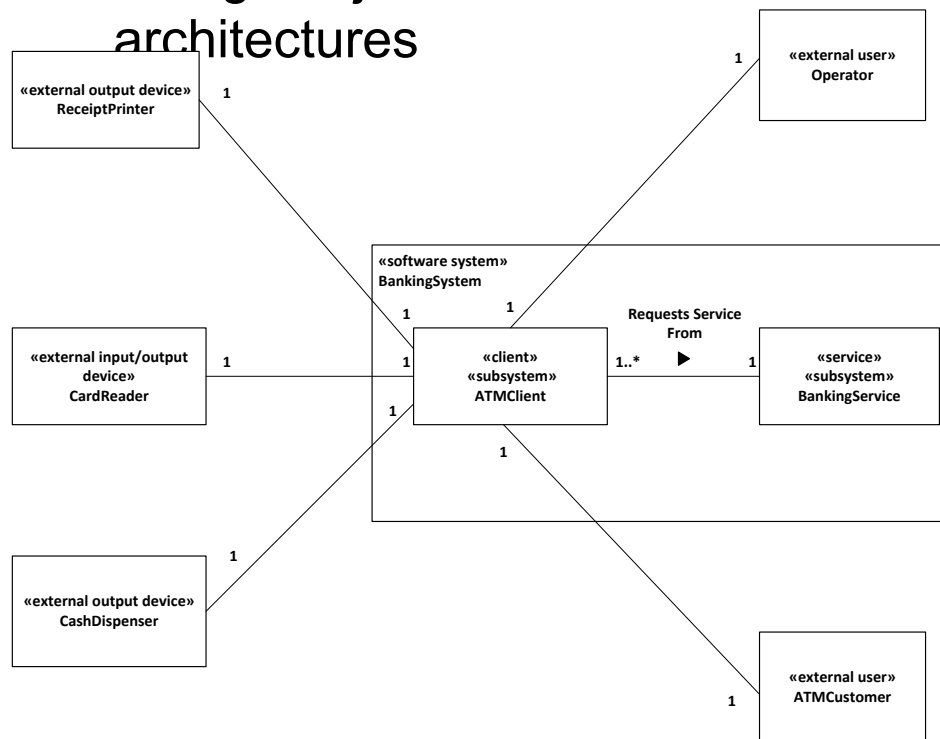 architectures
«external output device»
ReceiptPrinter
1
1
«external user»
Operator
«software system»
BankingSystem
1
1
Requests Service
From
«external input/output
device»
CardReader
1
1
«client»
«subsystem»
ATMClient
1..*
1
«service»
«subsystem»
BankingService
1
1
1
«external output device»
CashDispenser
«external user»
ATMCustomer
1